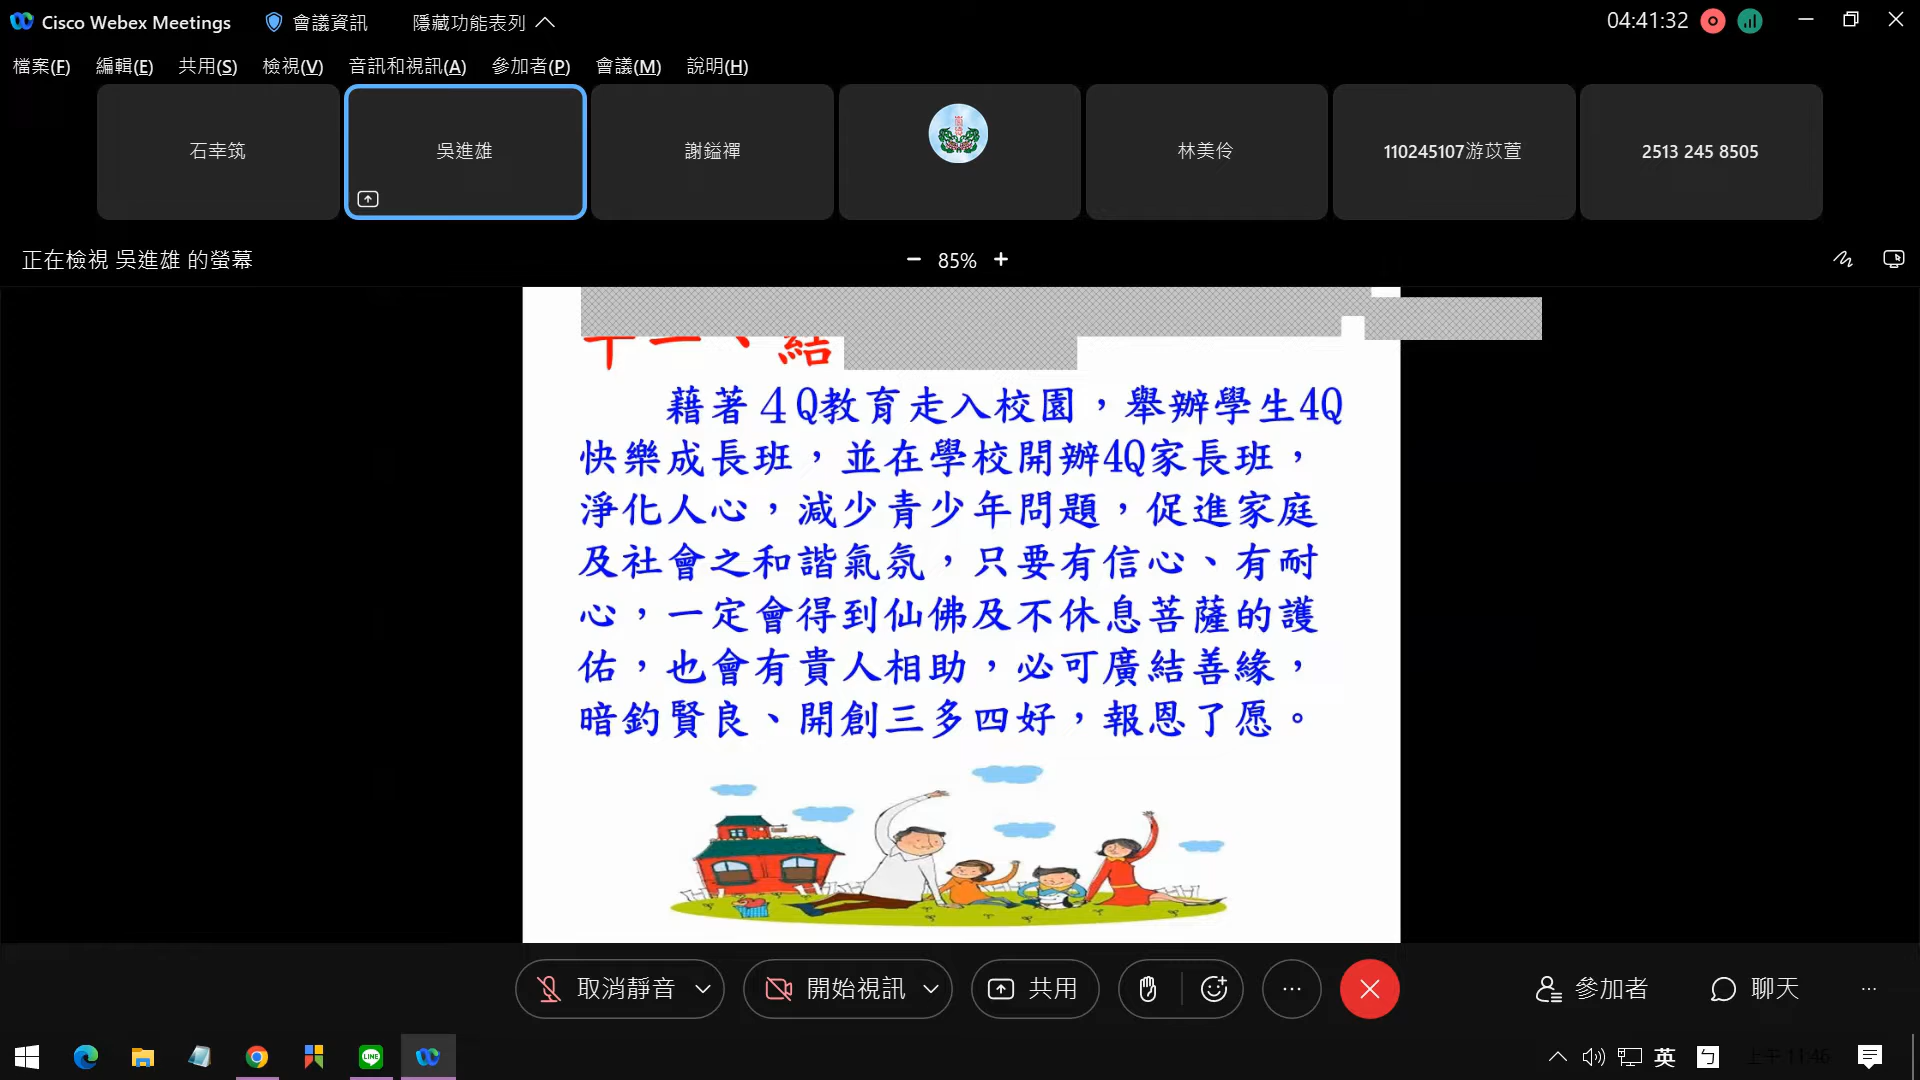 Cisco Webex Meetings
會議資訊
隱藏功能表列
04:41:32
檔案(F) 編輯(E) 共用(S) 檢視(V) 音訊和視訊(A) 參加者(P) 會議(M) 說明(H)
石幸筑
吳進雄
謝鎰禪
林美伶
110245107游苡萱
2513 245 8505
正在檢視 吳進雄 的螢幕
85%
結
藉著４Q教育走入校園，舉辦學生4Q
快樂成長班，並在學校開辦4Q家長班，
淨化人心，減少青少年問題，促進家庭
及社會之和諧氣氛，只要有信心、有耐
心，一定會得到仙佛及不休息菩薩的護
佑，也會有貴人相助，必可廣結善緣，
暗釣賢良、開創三多四好，報恩了愿。
取消靜音
開始視訊
共用
參加者
聊天
LINE
英
ㄅ
上午 11:46